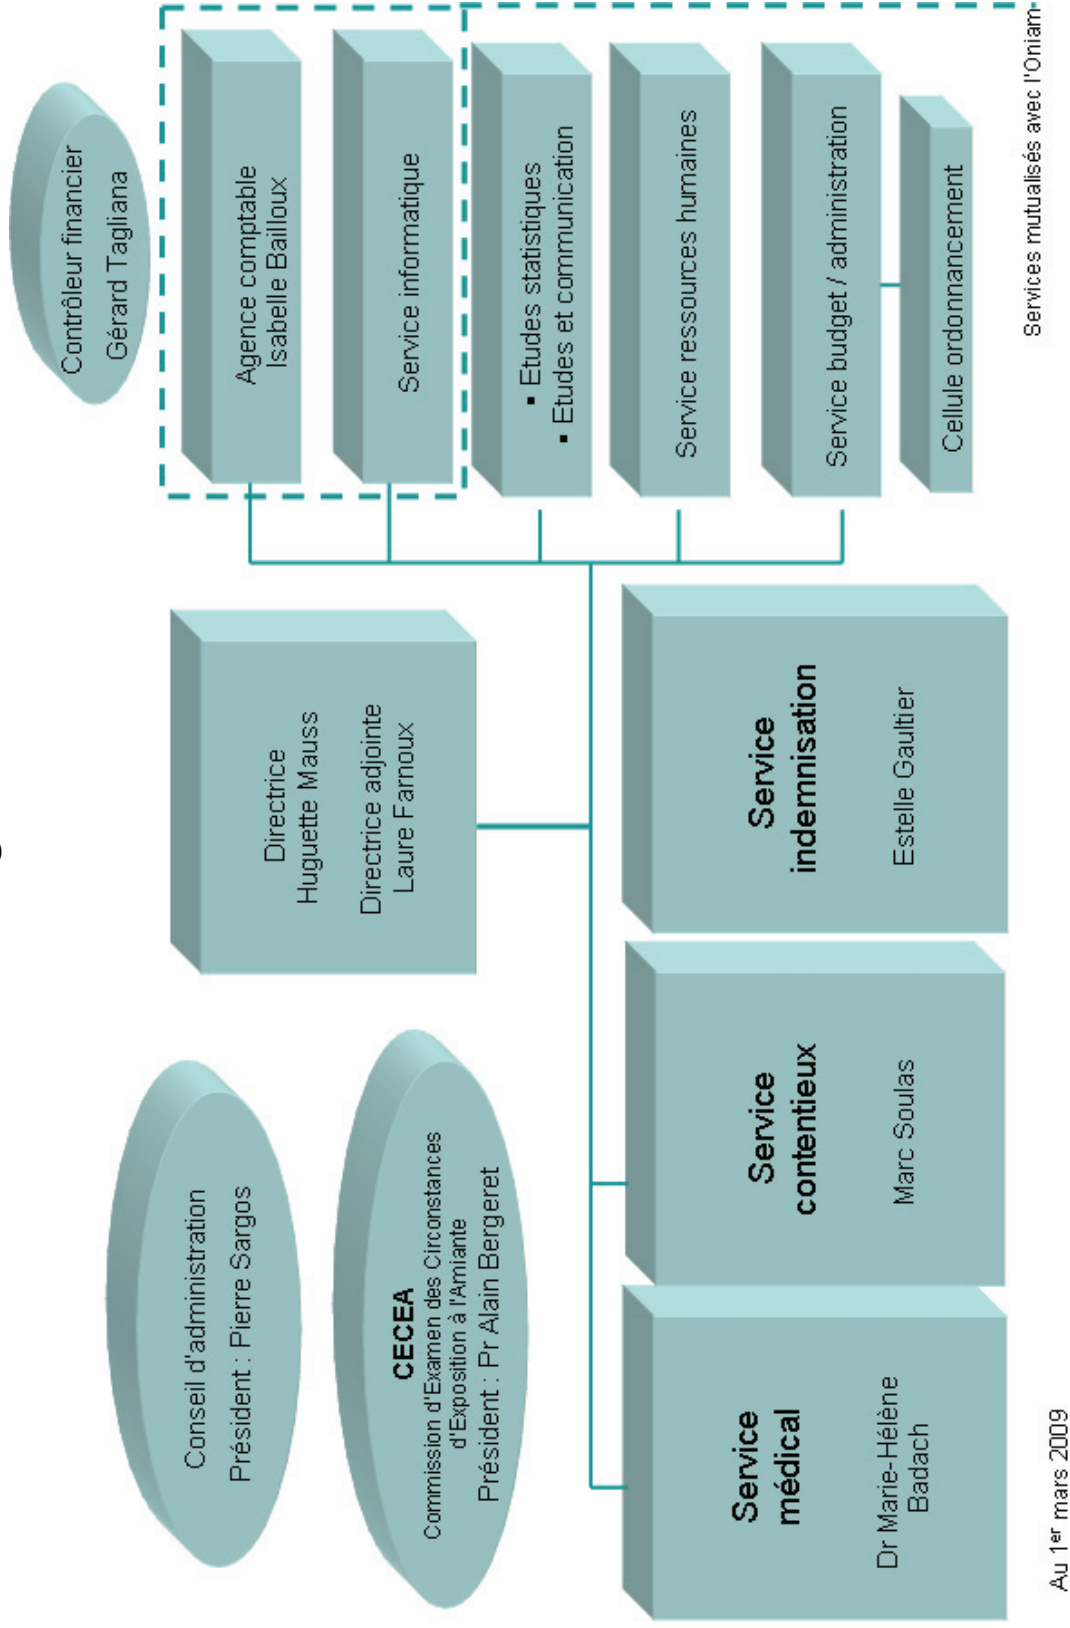 Conseil d'administration
Président : Pierre Sargos
CECEA
Commission d'Examen des Circonstances
d'Exposition à l'Amiante
Président : Pr Alain Bergeret
Directrice
Huguette Mauss
Directrice adjointe
Laure Farnoux
Contrôleur financier
Gérard Tagliana
Agence comptable
Isabelle Bailloux
Service informatique
▪ Etudes statistiques
▪ Etudes et communication
Service ressources humaines
Service budget / administration
Cellule ordonnancement
Service
médical
Dr Marie-Hélène
Badach
Service
contentieux
Marc Soulas
Service
indemnisation
Estelle Gaultier
Services mutualisés avec l'Oniam
Au 1er mars 2009